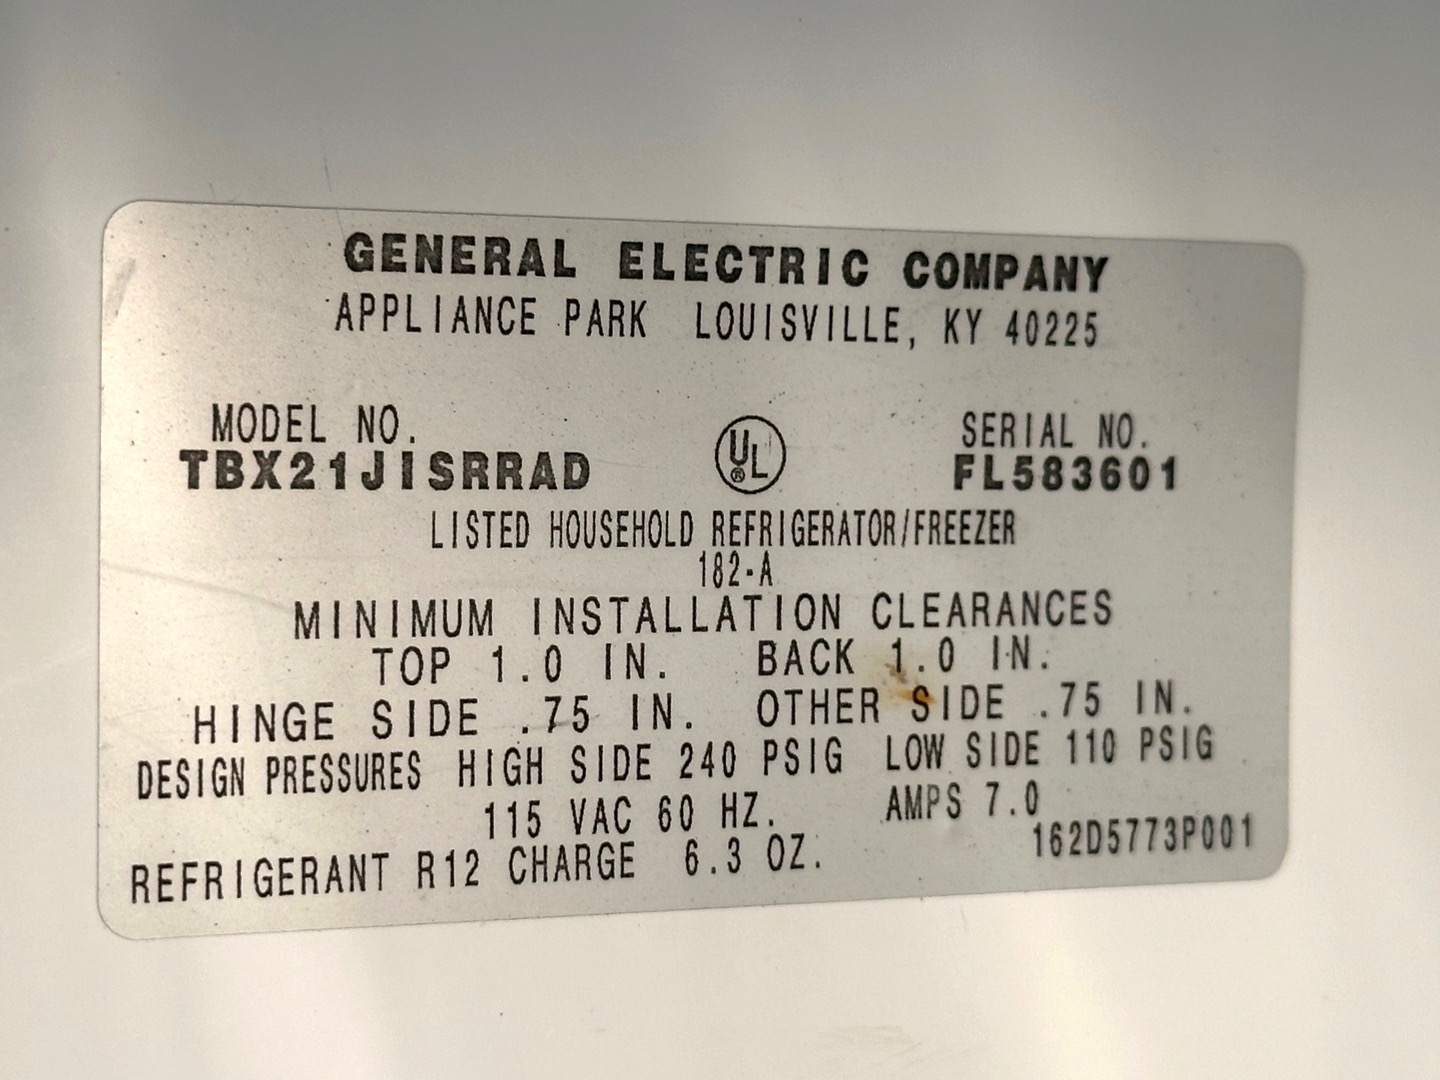 GENERAL ELECTRIC COMPANY
APPLIANCE PARK LOUISVILLE, KY 40225
MODEL NO. SERIAL NO.
TBX21JISRRAD UL® FL583601
LISTED HOUSEHOLD REFRIGERATOR/FREEZER
182-A
MINIMUM INSTALLATION CLEARANCES
TOP 1.0 IN. BACK 1.0 IN.
HINGE SIDE .75 IN. OTHER SIDE .75 IN.
DESIGN PRESSURES HIGH SIDE 240 PSIG LOW SIDE 110 PSIG
115 VAC 60 HZ. AMPS 7.0
REFRIGERANT R12 CHARGE 6.3 OZ. 162D5773P001